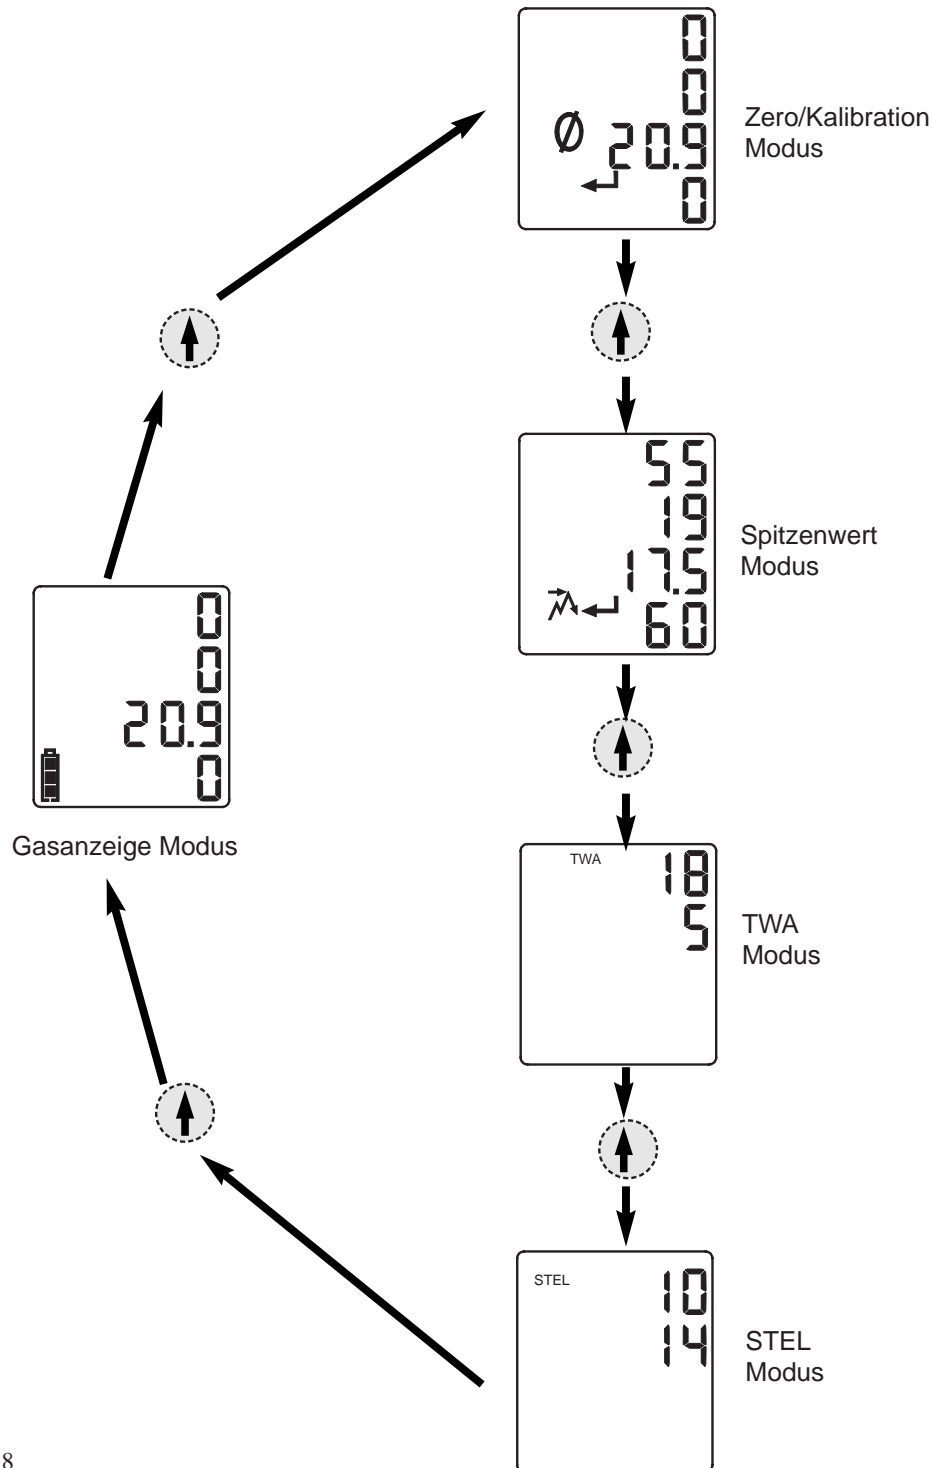 0
0
20.9
0
Zero/Kalibration
Modus
55
19
17.5
60
Spitzenwert
Modus
0
0
20.9
0
Gasanzeige Modus
TWA 18
5
TWA
Modus
STEL 10
14
STEL
Modus
8